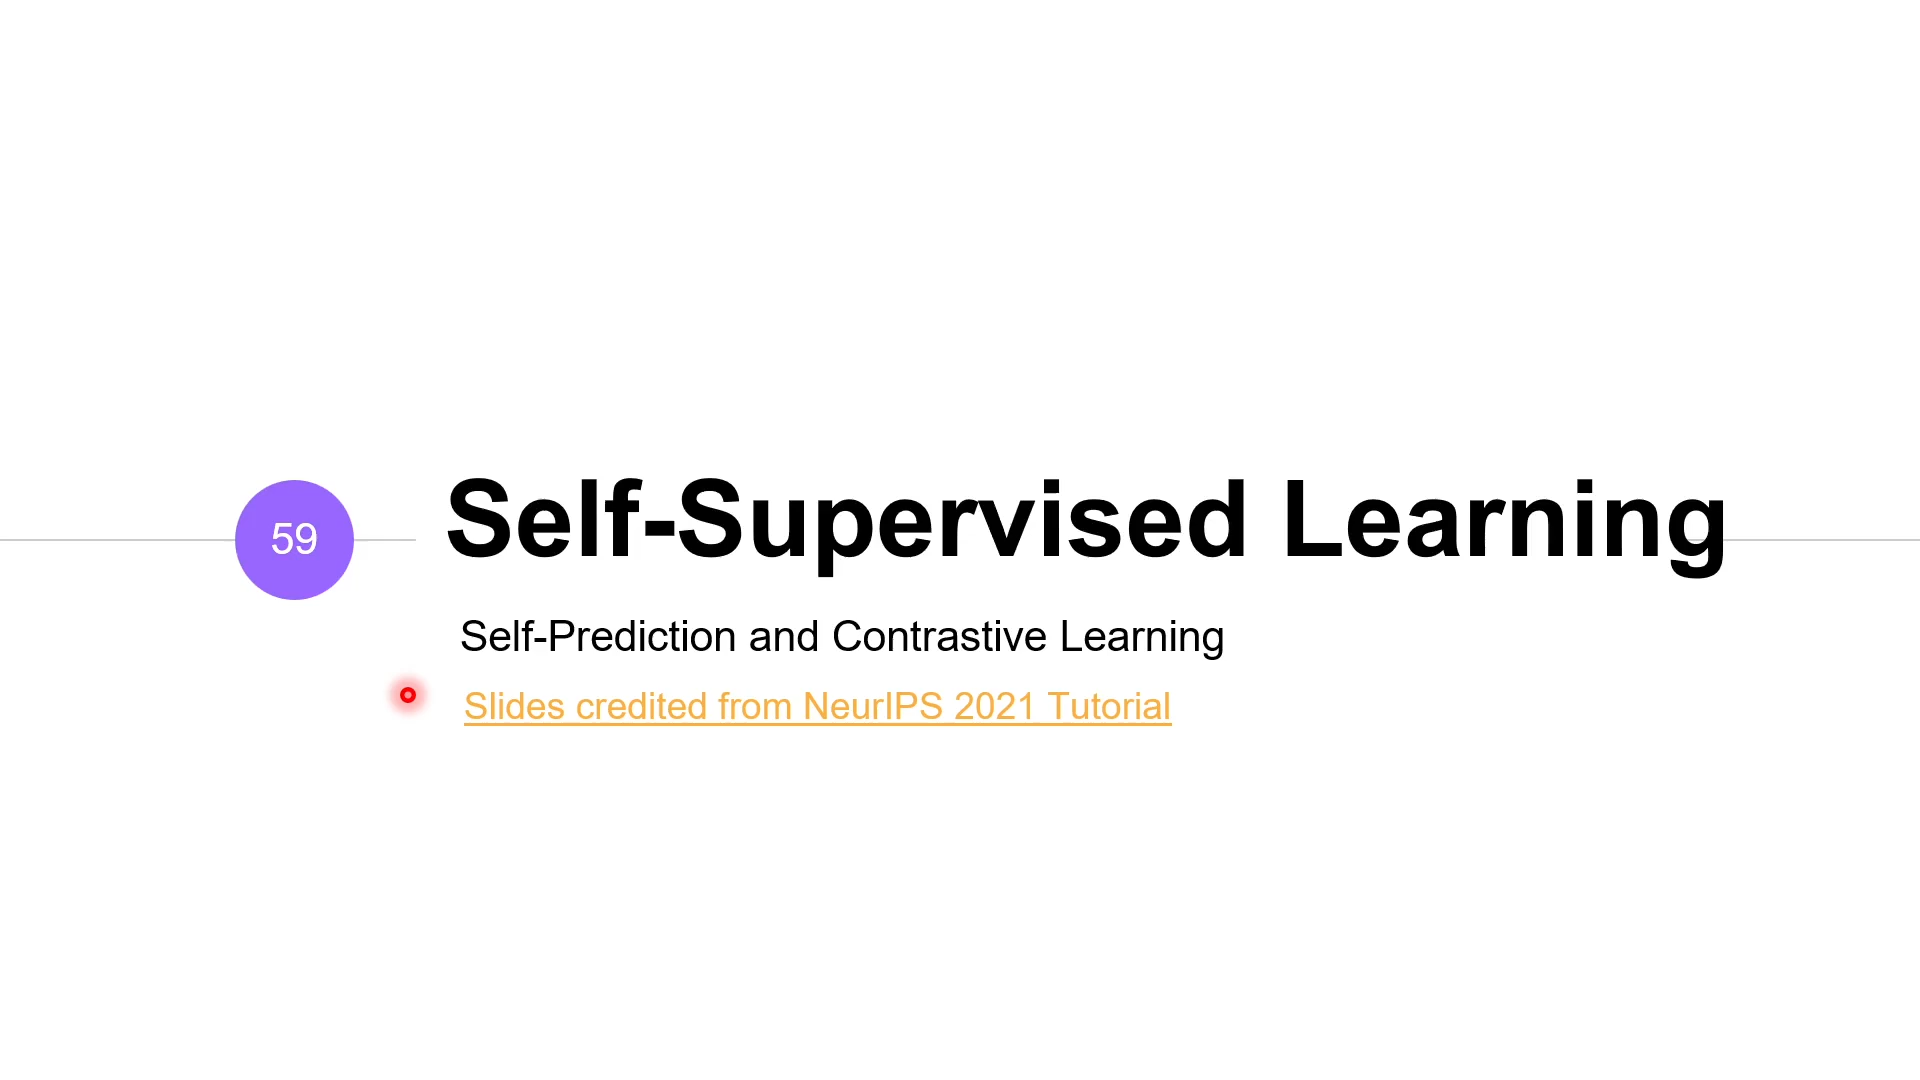 59
Self-Supervised Learning
Self-Prediction and Contrastive Learning
Slides credited from NeurIPS 2021 Tutorial